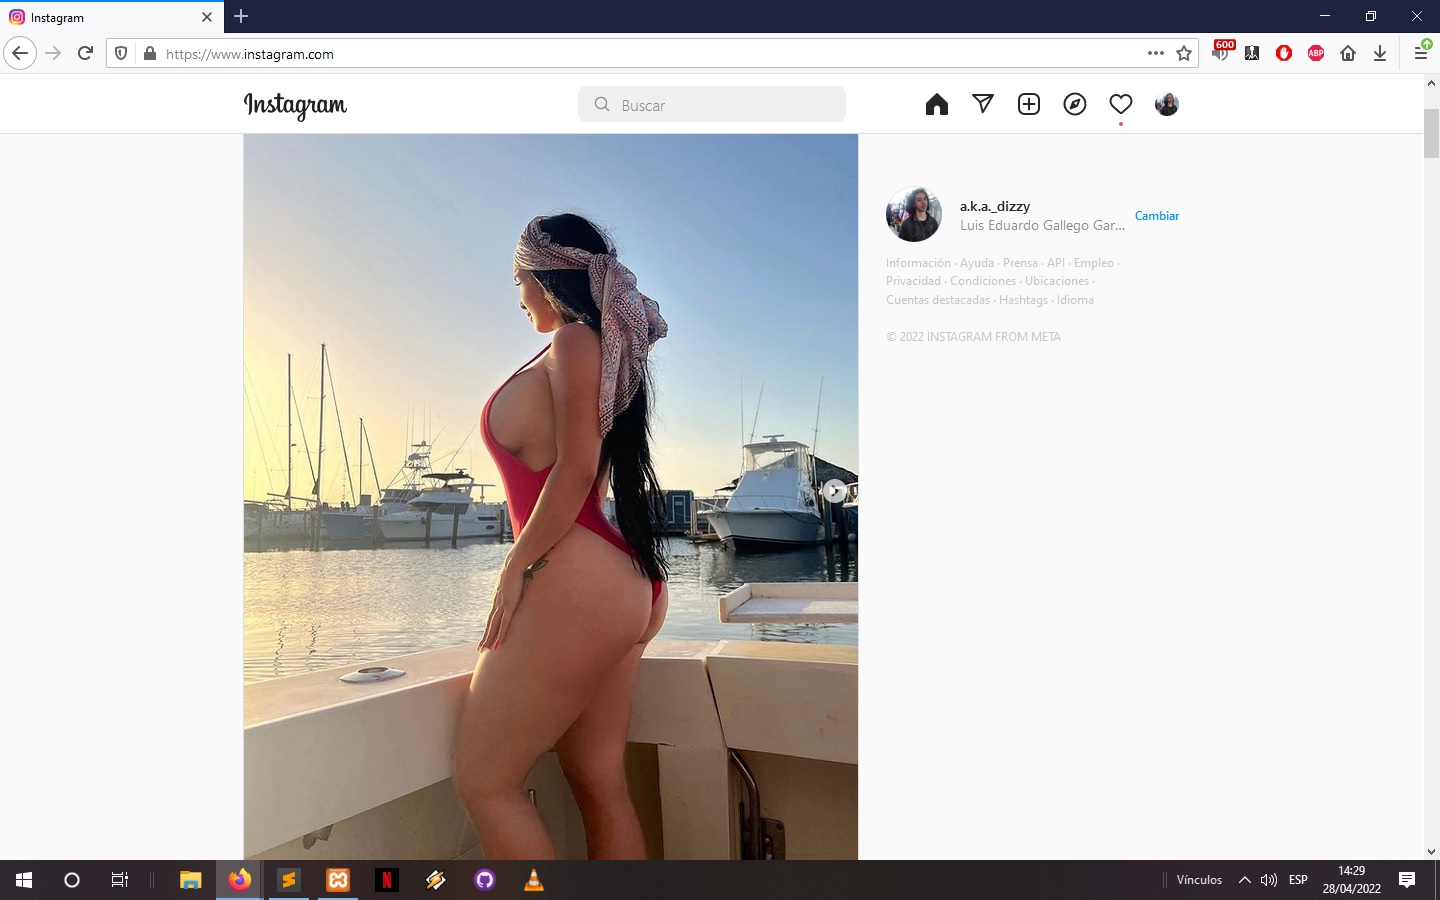 Instagram
https://www.instagram.com
600
ABP
Instagram
Buscar
a.k.a._dizzy
Luis Eduardo Gallego Gar...
Cambiar
Información · Ayuda · Prensa · API · Empleo ·
Privacidad · Condiciones · Ubicaciones ·
Cuentas destacadas · Hashtags · Idioma
© 2022 INSTAGRAM FROM META
Vínculos
ESP
14:29
28/04/2022